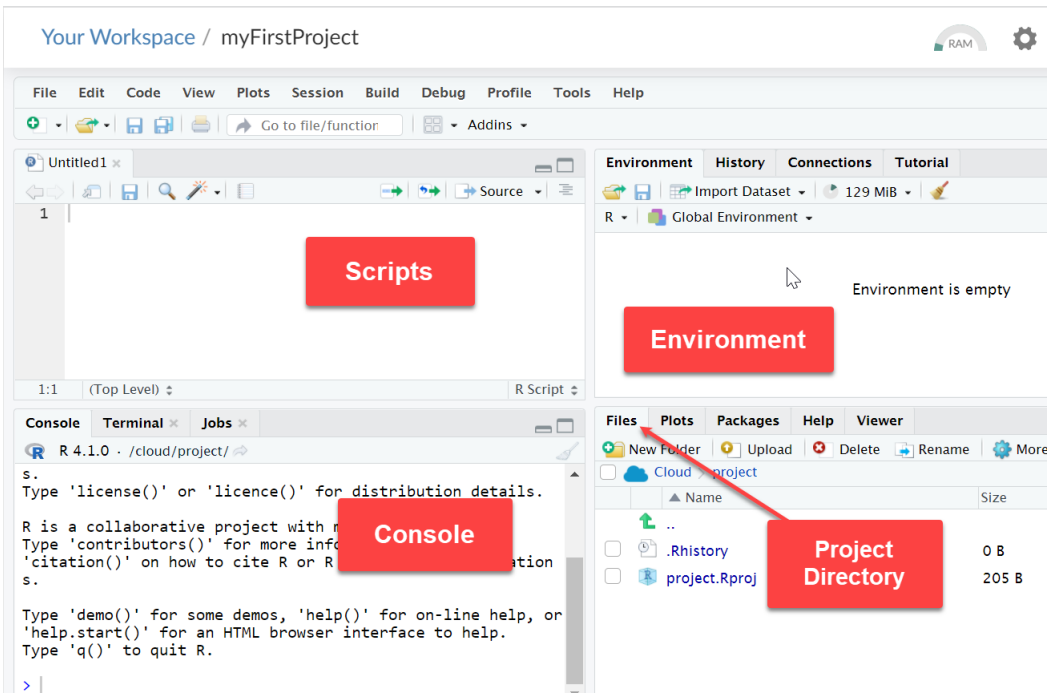 Your Workspace / myFirstProject
RAM
File Edit Code View Plots Session Build Debug Profile Tools Help
Go to file/function Addins
Untitled1
Source
1
Scripts
1:1 (Top Level) R Script
Environment History Connections Tutorial
Import Dataset 129 MiB
R Global Environment
Environment is empty
Environment
Console Terminal Jobs
R 4.1.0 · /cloud/project/
s.
Type 'license()' or 'licence()' for distribution details.
R is a collaborative project with
Type 'contributors()' for more
'citation()' on how to cite R or R
s.
Type 'demo()' for some demos, 'help()' for on-line help, or
'help.start()' for an HTML browser interface to help.
Type 'q()' to quit R.
>
Console
Files Plots Packages Help Viewer
New Folder Upload Delete Rename More
Cloud project
Name Size
..
.Rhistory 0 B
project.Rproj 205 B
Project
Directory